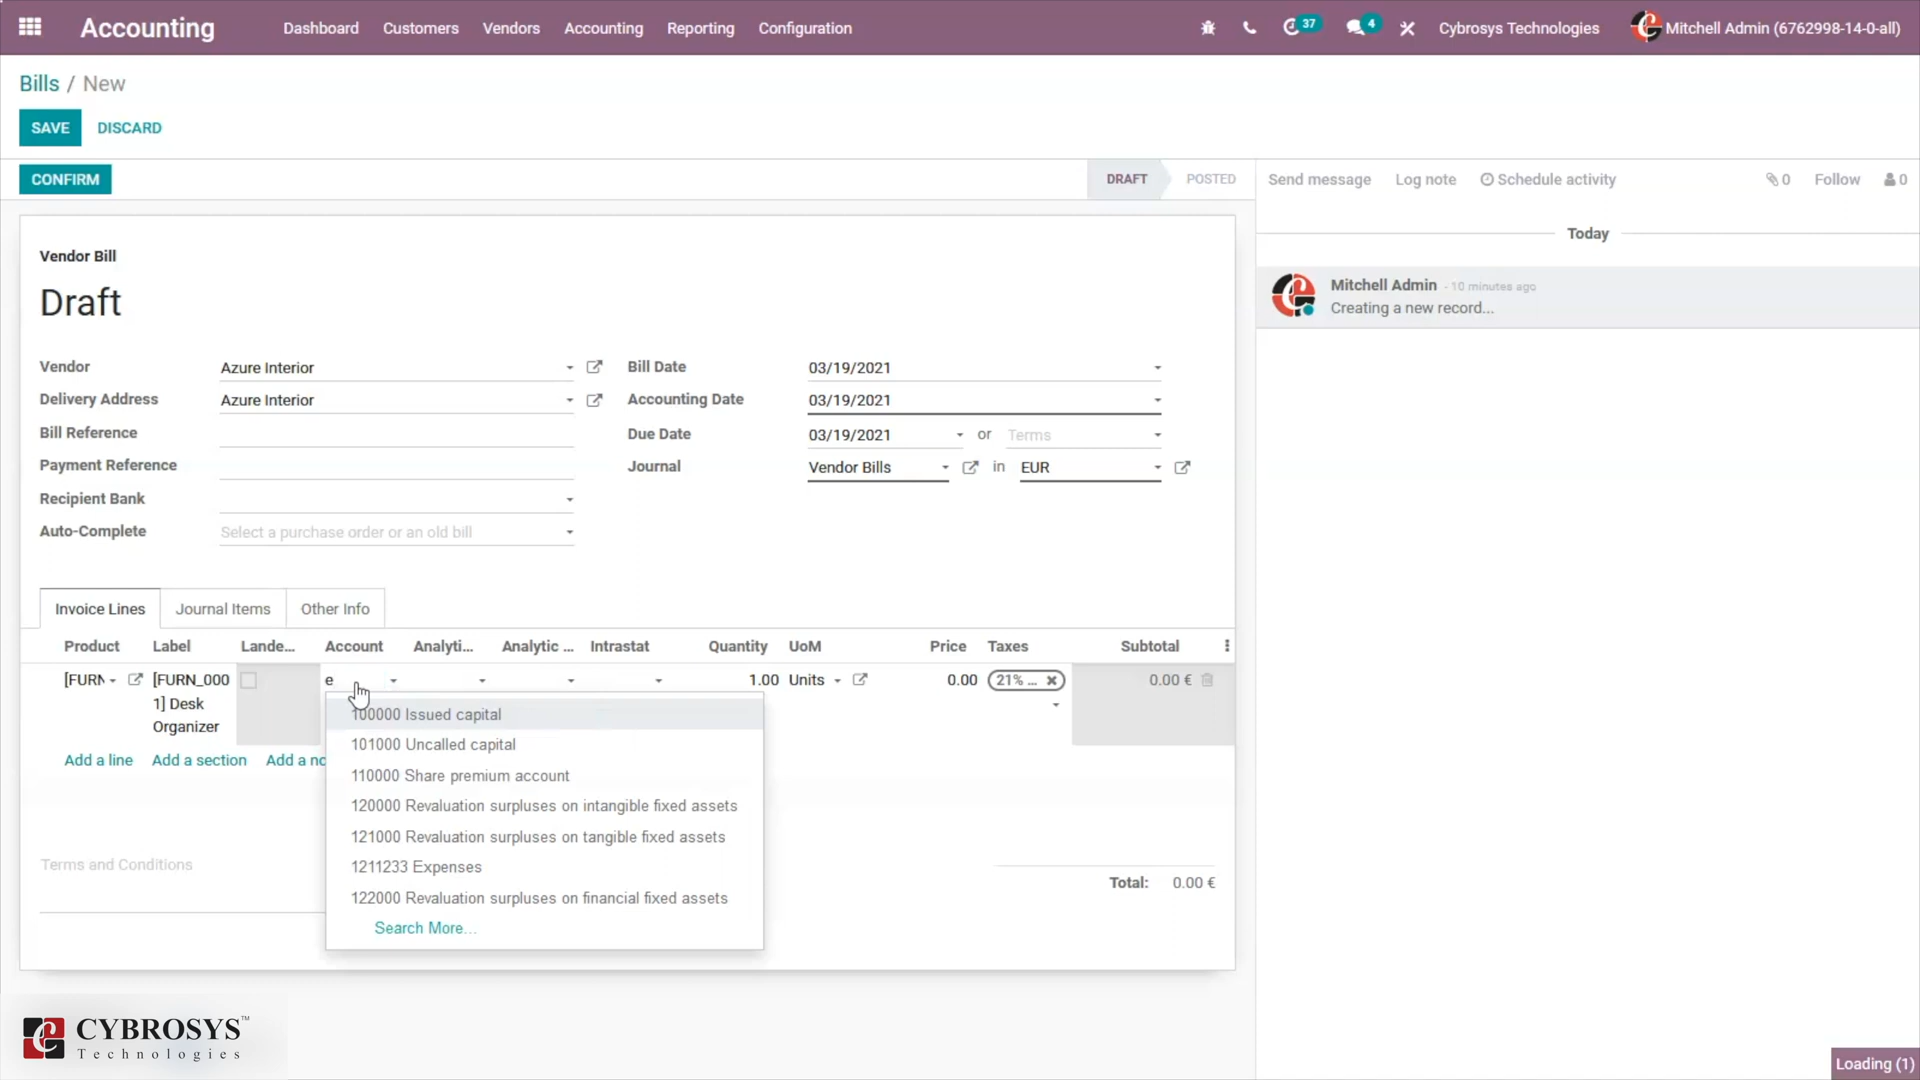 Accounting Dashboard Customers Vendors Accounting Reporting Configuration 37 4 Cybrosys Technologies Mitchell Admin (6762998-14-0-all)
Bills / New
SAVE DISCARD
CONFIRM DRAFT POSTED Send message Log note Schedule activity 0 Follow 0
Today
Vendor Bill
Mitchell Admin - 10 minutes ago
Creating a new record...
Draft
Vendor Azure Interior Bill Date 03/19/2021
Delivery Address Azure Interior Accounting Date 03/19/2021
Bill Reference Due Date 03/19/2021 or Terms
Payment Reference Journal Vendor Bills in EUR
Recipient Bank
Auto-Complete Select a purchase order or an old bill
Invoice Lines Journal Items Other Info
Product Label Lande... Account Analyti... Analytic ... Intrastat Quantity UoM Price Taxes Subtotal
[FURN [FURN_000 e 1.00 Units 0.00 21% ... 0.00 €
1] Desk
Organizer
100000 Issued capital
101000 Uncalled capital
Add a line Add a section Add a no
110000 Share premium account
120000 Revaluation surpluses on intangible fixed assets
121000 Revaluation surpluses on tangible fixed assets
1211233 Expenses
122000 Revaluation surpluses on financial fixed assets
Search More...
Terms and Conditions
Total: 0.00 €
CYBROSYS™
Technologies
Loading (1)